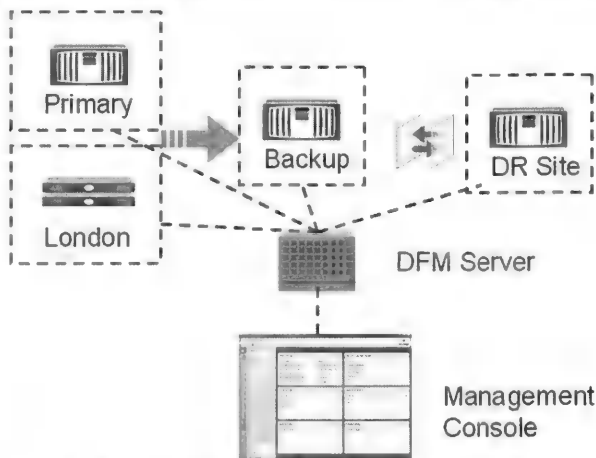 Primary
Backup
DR Site
London
DFM Server
Management
Console